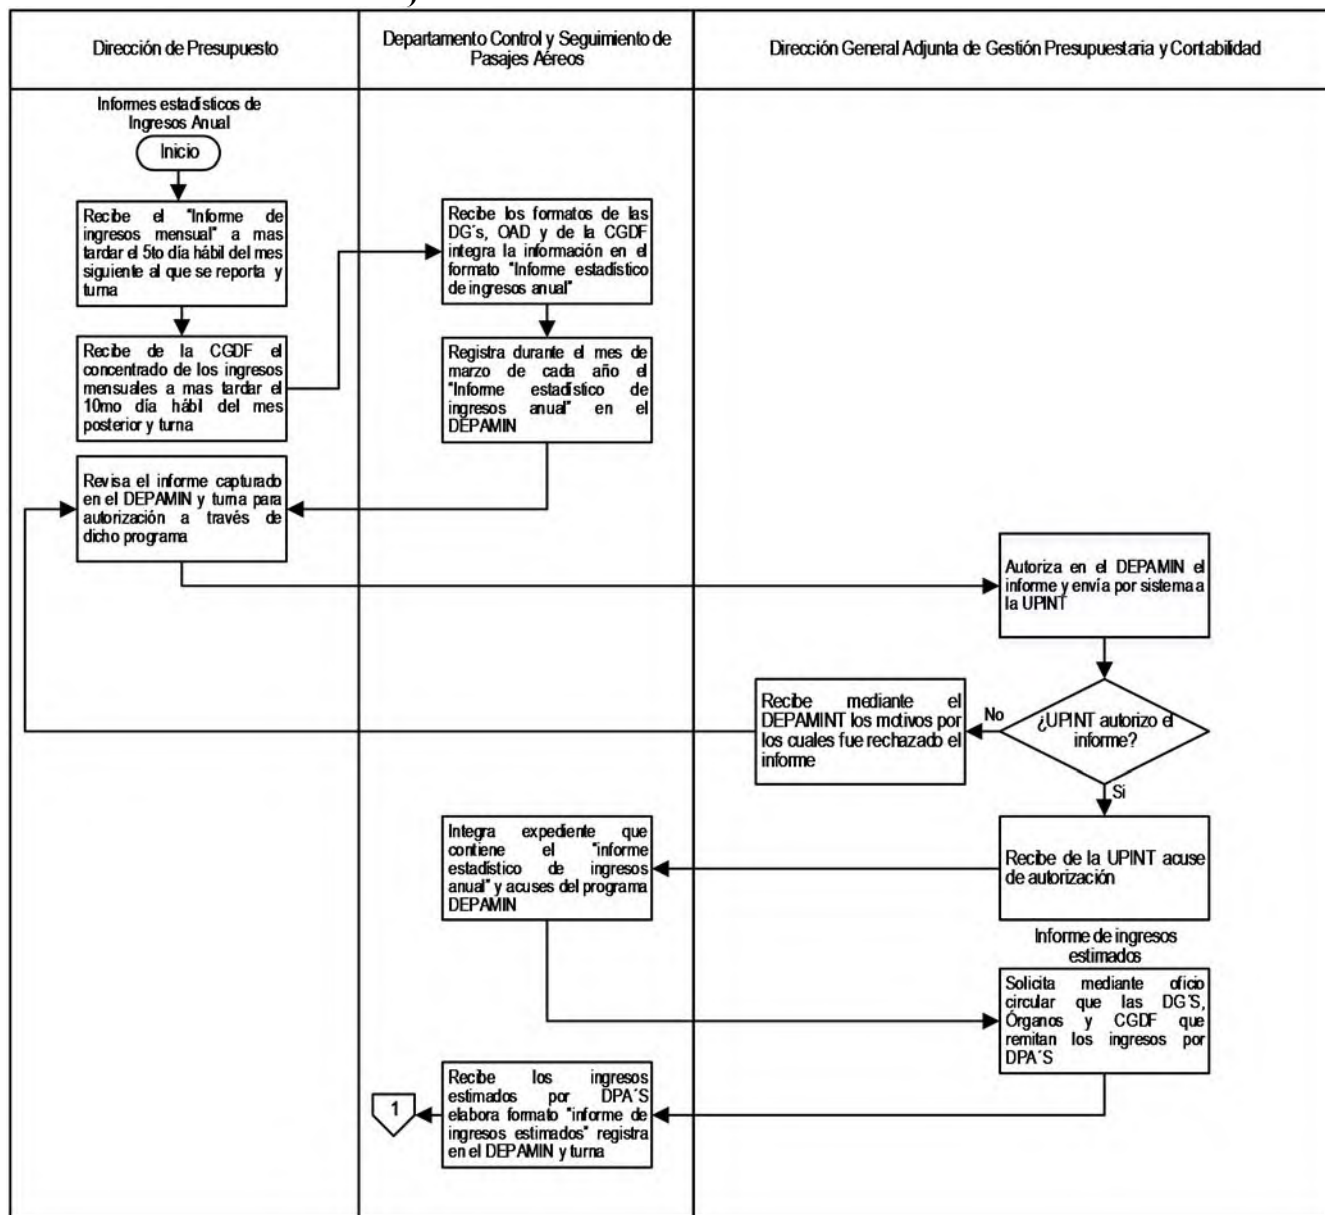 Dirección de Presupuesto
Departamento Control y Seguimiento de
Pasajes Aéreos
Dirección General Adjunta de Gestión Presupuestaria y Contabilidad
Informes estadísticos de
Ingresos Anual
Inicio
Recibe el "Informe de
ingresos mensual" a mas
tardar el 5to día hábil del mes
siguiente al que se reporta y
turna
Recibe de la CGDF el
concentrado de los ingresos
mensuales a mas tardar el
10mo día hábil del mes
posterior y turna
Recibe los formatos de las
DG´s, OAD y de la CGDF
integra la información en el
formato "Informe estadístico
de ingresos anual"
Registra durante el mes de
marzo de cada año el
"Informe estadístico de
ingresos anual" en el
DEPAMIN
Revisa el informe capturado
en el DEPAMIN y turna para
autorización a través de
dicho programa
Autoriza en el DEPAMIN el
informe y envía por sistema a
la UPINT
¿UPINT autorizo el
informe?
No
Recibe mediante el
DEPAMINT los motivos por
los cuales fue rechazado el
informe
Si
Recibe de la UPINT acuse
de autorización
Integra expediente que
contiene el "informe
estadístico de ingresos
anual" y acuses del programa
DEPAMIN
Informe de ingresos
estimados
Solicita mediante oficio
circular que las DG´S,
Órganos y CGDF que
remitan los ingresos por
DPA´S
Recibe los ingresos
estimados por DPA´S
elabora formato "informe de
ingresos estimados" registra
en el DEPAMIN y turna
1